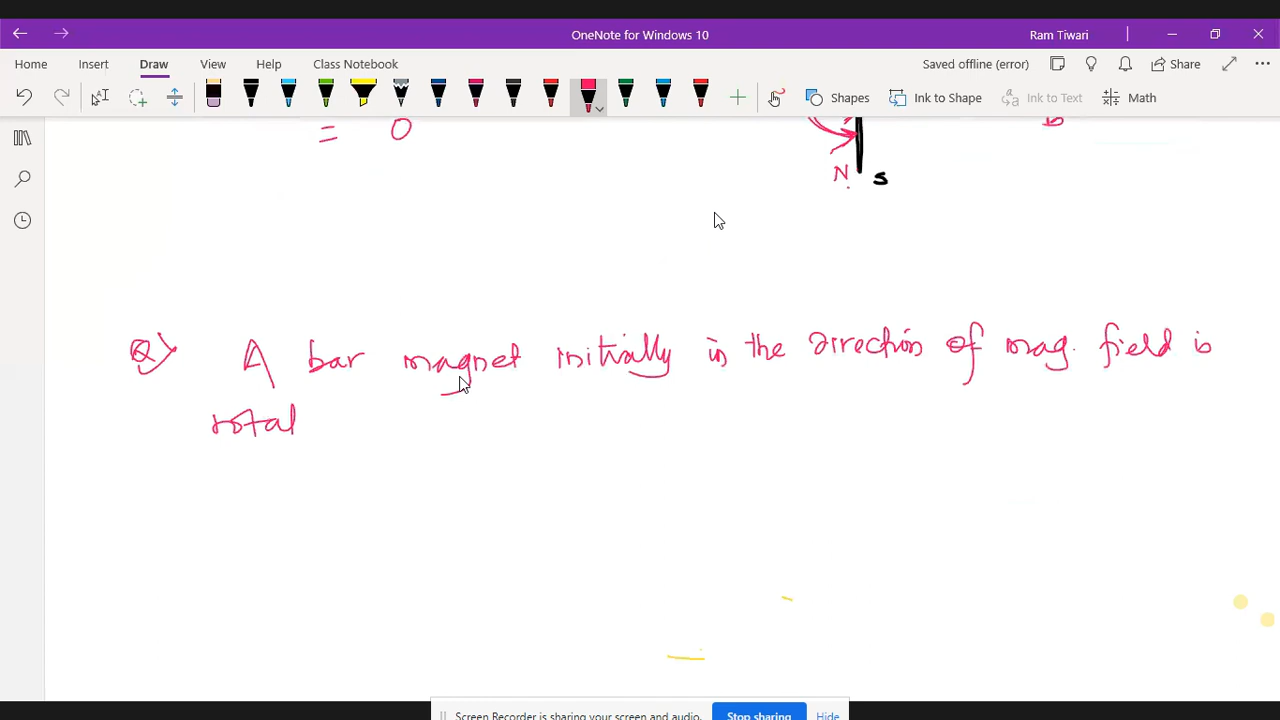 OneNote for Windows 10
Ram Tiwari
Home Insert Draw View Help Class Notebook
Saved offline (error) Share
Shapes Ink to Shape Ink to Text Math
= 0
B
N S
Q) A bar magnet initially in the direction of mag. field is
rotat
Screen Recorder is sharing your screen and audio. Stop sharing Hide